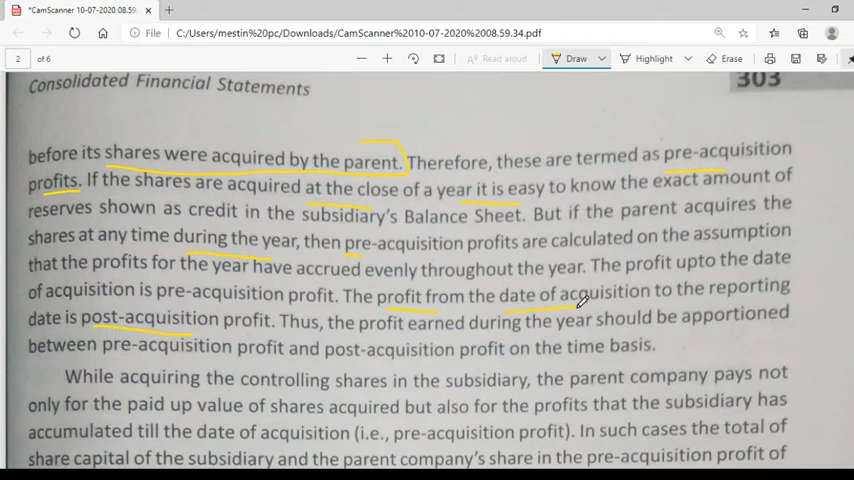 *CamScanner 10-07-2020 08.59.
File C:/Users/mestin%20pc/Downloads/CamScanner%2010-07-2020%2008.59.34.pdf
2 of 6 Read aloud Draw Highlight Erase
Consolidated Financial Statements 303
before its shares were acquired by the parent. Therefore, these are termed as pre-acquisition
profits. If the shares are acquired at the close of a year it is easy to know the exact amount of
reserves shown as credit in the subsidiary's Balance Sheet. But if the parent acquires the
shares at any time during the year, then pre-acquisition profits are calculated on the assumption
that the profits for the year have accrued evenly throughout the year. The profit upto the date
of acquisition is pre-acquisition profit. The profit from the date of acquisition to the reporting
date is post-acquisition profit. Thus, the profit earned during the year should be apportioned
between pre-acquisition profit and post-acquisition profit on the time basis.
While acquiring the controlling shares in the subsidiary, the parent company pays not
only for the paid up value of shares acquired but also for the profits that the subsidiary has
accumulated till the date of acquisition (i.e., pre-acquisition profit). In such cases the total of
share capital of the subsidiary and the parent company's share in the pre-acquisition profit of